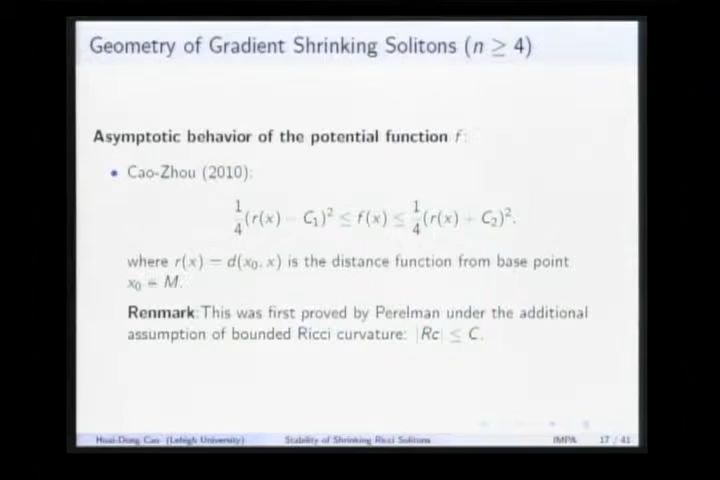 Geometry of Gradient Shrinking Solitons (n ≥ 4)
Asymptotic behavior of the potential function f:
• Cao-Zhou (2010):
1/4 (r(x) − C₁)² ≤ f(x) ≤ 1/4 (r(x) + C₂)².
where r(x) = d(x₀, x) is the distance function from base point
x₀ ∈ M.
Renmark: This was first proved by Perelman under the additional
assumption of bounded Ricci curvature: |Rc| ≤ C.
Huai-Dong Cao (Lehigh University) Stability of Shrinking Ricci Solitons IMPA 17 / 41